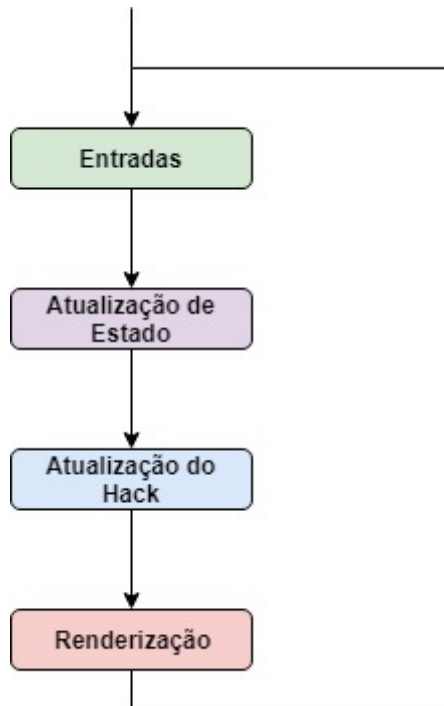 Entradas
Atualização de
Estado
Atualização do
Hack
Renderização